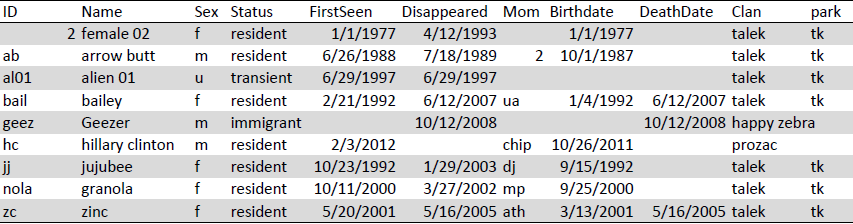 ID Name Sex Status FirstSeen Disappeared Mom Birthdate DeathDate Clan park
2 female 02 f resident 1/1/1977 4/12/1993 1/1/1977 talek tk
ab arrow butt m resident 6/26/1988 7/18/1989 2 10/1/1987 talek tk
al01 alien 01 u transient 6/29/1997 6/29/1997 talek tk
bail bailey f resident 2/21/1992 6/12/2007 ua 1/4/1992 6/12/2007 talek tk
geez Geezer m immigrant 10/12/2008 10/12/2008 happy zebra
hc hillary clinton m resident 2/3/2012 chip 10/26/2011 prozac
jj jujubee f resident 10/23/1992 1/29/2003 dj 9/15/1992 talek tk
nola granola f resident 10/11/2000 3/27/2002 mp 9/25/2000 talek tk
zc zinc f resident 5/20/2001 5/16/2005 ath 3/13/2001 5/16/2005 talek tk